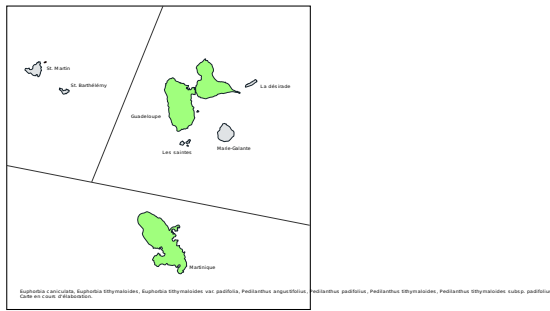 St. Martin
St. Barthélémy
La désirade
Guadeloupe
Les saintes
Marie-Galante
Martinique
Euphorbia canaliculata, Euphorbia tithymaloides, Euphorbia tithymaloides var. padifolia, Pedilanthus angustifolius, Pedilanthus padifolius, Pedilanthus tithymaloides, Pedilanthus tithymaloides subsp. padifolius
Carte en cours d'élaboration.